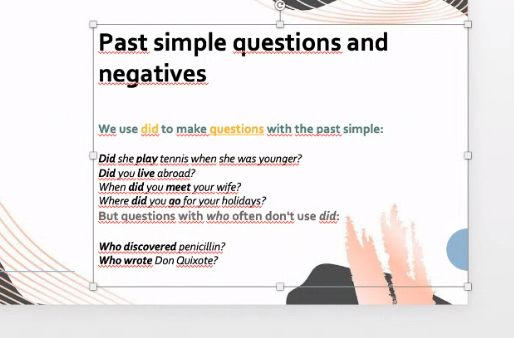 Past simple questions and
negatives
We use did to make questions with the past simple:
Did she play tennis when she was younger?
Did you live abroad?
When did you meet your wife?
Where did you go for your holidays?
But questions with who often don't use did:
Who discovered penicillin?
Who wrote Don Quixote?